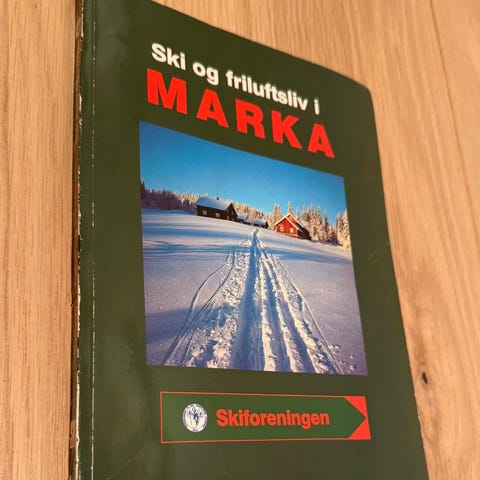 Ski og friluftsliv i
MARKA
Skiforeningen